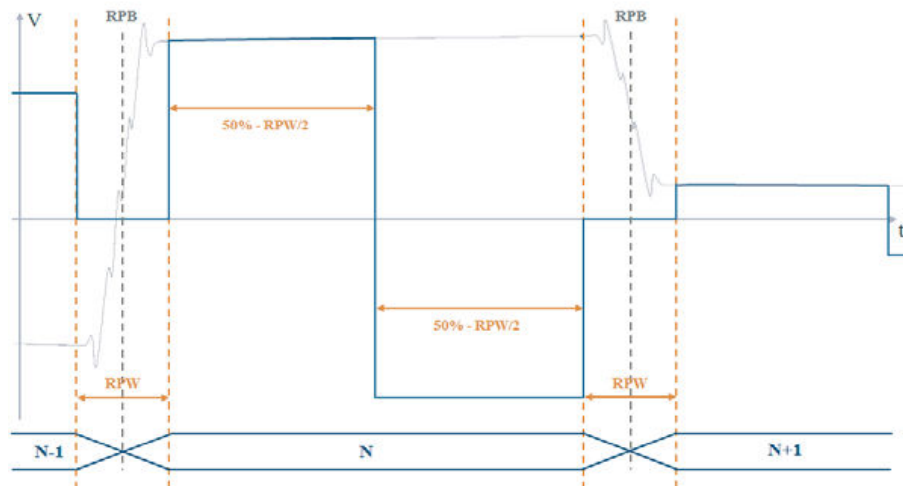 RPB RPB
V
50% - RPW/2
t
50% - RPW/2
RPW RPW
N-1 N N+1